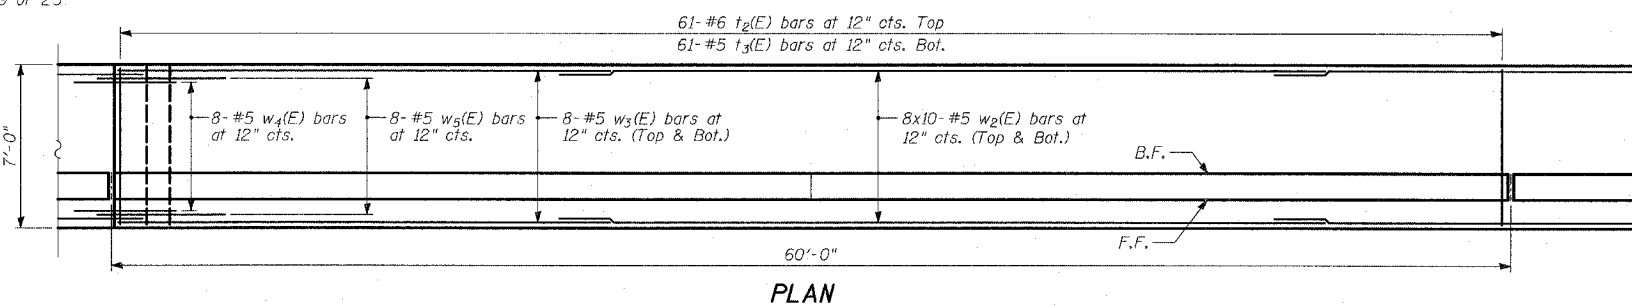 61-#6 t2(E) bars at 12" cts. Top
61-#5 t3(E) bars at 12" cts. Bot.
7'-0"
8-#5 w4(E) bars
at 12" cts.
8-#5 w5(E) bars
at 12" cts.
8-#5 w3(E) bars at
12" cts. (Top & Bot.)
8x10-#5 w2(E) bars at
12" cts. (Top & Bot.)
B.F.
F.F.
60'-0"
PLAN